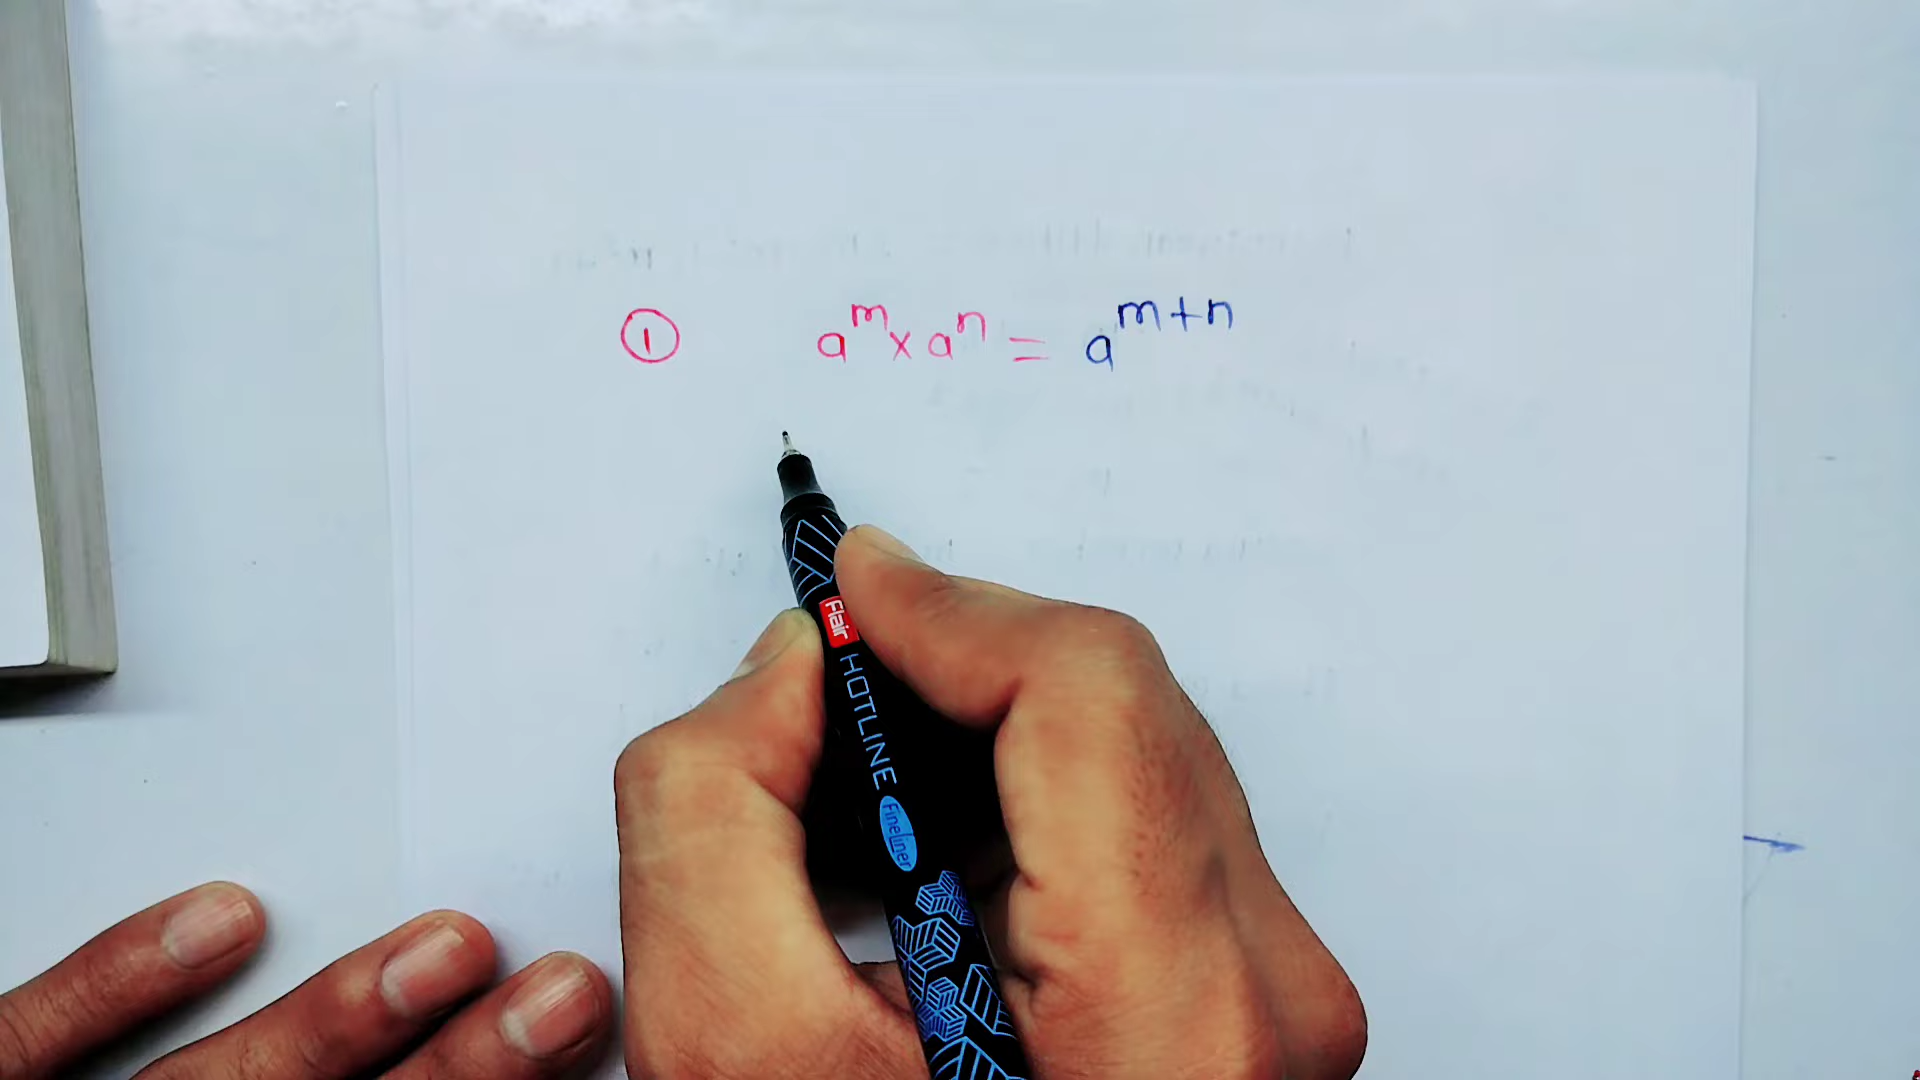 ① a^m × a^n = a^m+n
Flair
HOTLINE
FineLiner